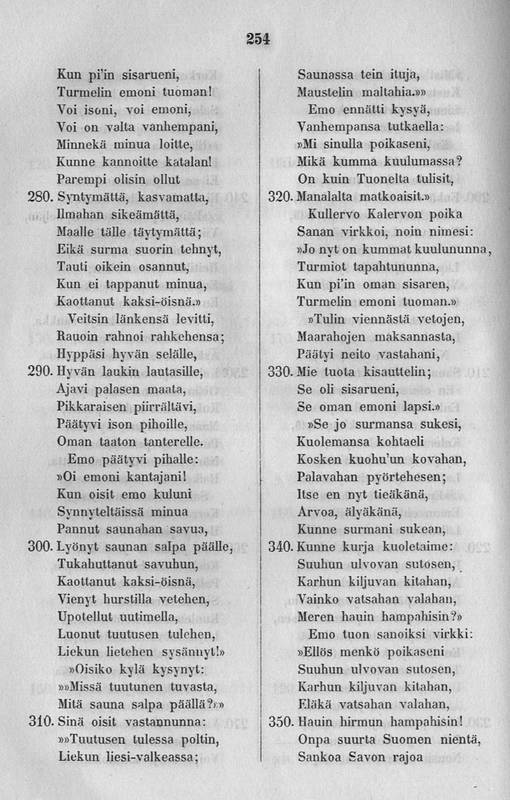 254
Kun pi'in sisarueni,
Turmelin emoni tuoman!
Voi isoni, voi emoni,
Voi on valta vanhempani,
Minnekä minua loitte,
Kunne kannoitte katalan!
Parempi olisin ollut
280. Syntymättä, kasvamatta,
Ilmahan sikeämättä,
Maalle tälle täytymättä;
Eikä surma suorin tehnyt,
Tauti oikein osannut,
Kun ei tappanut minua,
Kaottanut kaksi-öisnä.»
Veitsin länkensä levitti,
Rauoin rahnoi rahkehensa;
Hyppäsi hyvän selälle,
290. Hyvän laukin lautasille,
Ajavi palasen maata,
Pikkaraisen piirrältävi,
Päätyvi ison pihoille,
Oman taaton tanterelle.
Emo päätyvi pihalle:
»Oi emoni kantajani!
Kun oisit emo kuluni
Synnyteltäissä minua
Pannut saunahan savua,
300. Lyönyt saunan salpa päälle,
Tukahuttanut savuhun,
Kaottanut kaksi-öisnä,
Vienyt hurstilla vetehen,
Upotellut uutimella,
Luonut tuutusen tulehen,
Liekun lietehen sysännyt!»
»Oisiko kylä kysynyt:
»»Missä tuutunen tuvasta,
Mitä sauna salpa päällä?»»
310. Sinä oisit vastannunna:
»»Tuutusen tulessa poltin,
Liekun liesi-valkeassa;
Saunassa tein ituja,
Maustelin maltahia.»»
Emo ennätti kysyä,
Vanhempansa tutkaella:
»Mi sinulla poikaseni,
Mikä kumma kuulumassa?
On kuin Tuonelta tulisit,
320. Manalalta matkoaisit.»
Kullervo Kalervon poika
Sanan virkkoi, noin nimesi:
»Jo nyt on kummat kuulununna,
Turmiot tapahtununna,
Kun pi'in oman sisaren,
Turmelin emoni tuoman.»
»Tulin viennästä vetojen,
Maarahojen maksannasta,
Päätyi neito vastahani,
330. Mie tuota kisauttelin;
Se oli sisarueni,
Se oman emoni lapsi.»
»Se jo surmansa sukesi,
Kuolemansa kohtaeli
Kosken kuohu'un kovahan,
Palavahan pyörtehesen;
Itse en nyt tieäkänä,
Arvoa, älyäkänä,
Kunne surmani sukean,
340. Kunne kurja kuoletaime:
Suuhun ulvovan sutosen,
Karhun kiljuvan kitahan,
Vainko vatsahan valahan,
Meren hauin hampahisin?»
Emo tuon sanoiksi virkki:
»Ellös menkö poikaseni
Suuhun ulvovan sutosen,
Karhun kiljuvan kitahan,
Eläkä vatsahan valahan,
350. Hauin hirmun hampahisin!
Onpa suurta Suomen nientä,
Sankoa Savon rajoa